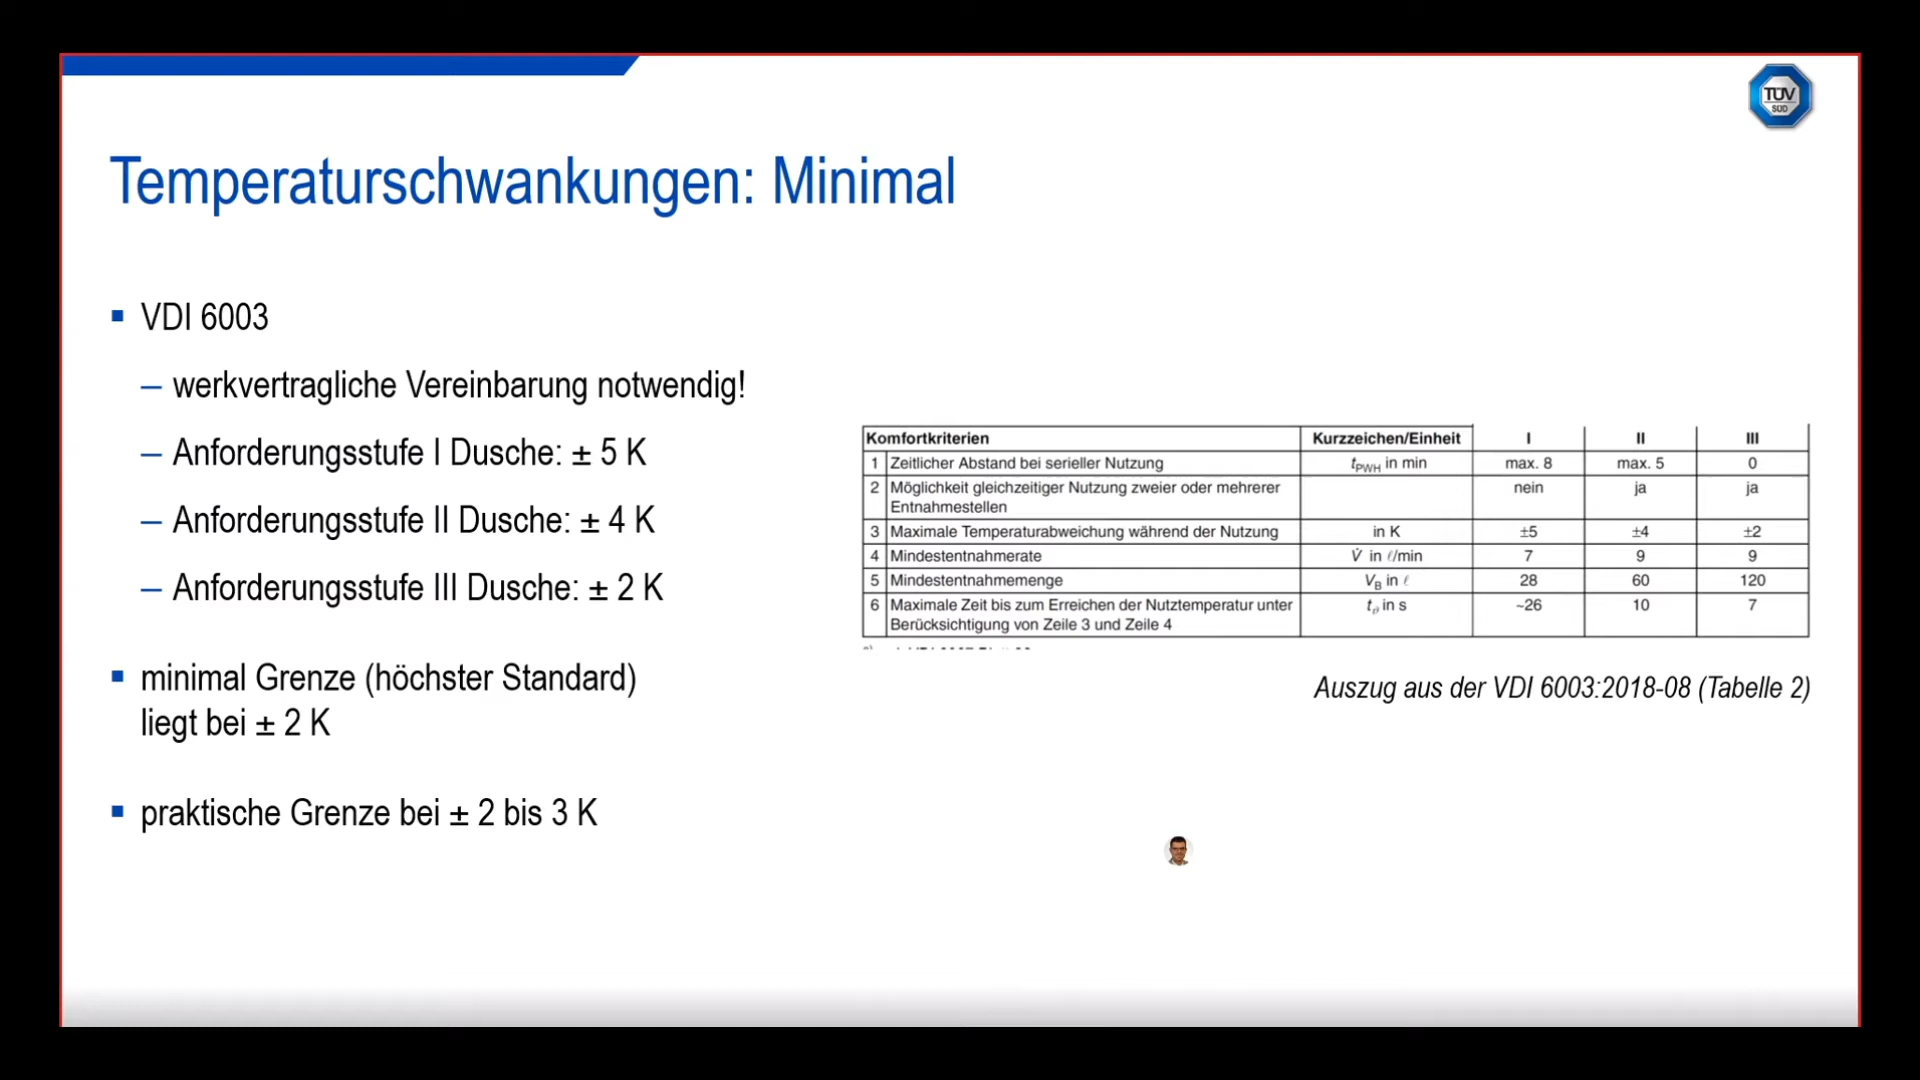 TÜV
SÜD
Temperaturschwankungen: Minimal
▪ VDI 6003
– werkvertragliche Vereinbarung notwendig!
– Anforderungsstufe I Dusche: ± 5 K
– Anforderungsstufe II Dusche: ± 4 K
– Anforderungsstufe III Dusche: ± 2 K
▪ minimal Grenze (höchster Standard)
liegt bei ± 2 K
▪ praktische Grenze bei ± 2 bis 3 K
Komfortkriterien Kurzzeichen/Einheit I II III
1 Zeitlicher Abstand bei serieller Nutzung tPWH in min max. 8 max. 5 0
2 Möglichkeit gleichzeitiger Nutzung zweier oder mehrerer nein ja ja
Entnahmestellen
3 Maximale Temperaturabweichung während der Nutzung in K ±5 ±4 ±2
4 Mindestentnahmerate V̇ in ℓ/min 7 9 9
5 Mindestentnahmemenge VB in ℓ 28 60 120
6 Maximale Zeit bis zum Erreichen der Nutztemperatur unter tϑ in s ~26 10 7
Berücksichtigung von Zeile 3 und Zeile 4
Auszug aus der VDI 6003:2018-08 (Tabelle 2)